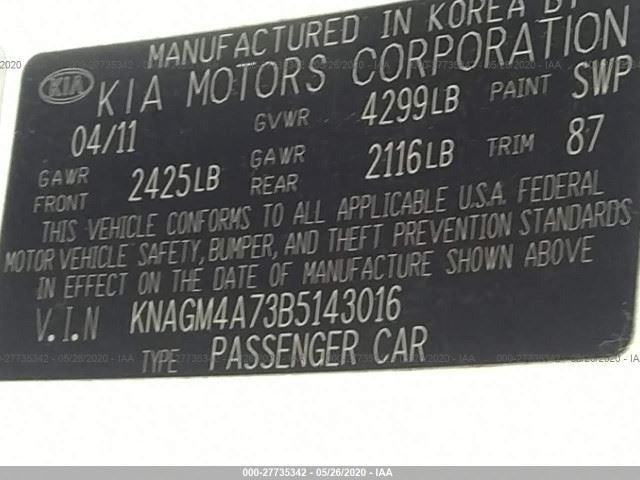 MANUFACTURED IN KOREA BY
KIA KIA MOTORS CORPORATION
04/11 GVWR 4299LB PAINT SWP
GAWR FRONT 2425LB GAWR REAR 2116LB TRIM 87
THIS VEHICLE CONFORMS TO ALL APPLICABLE U.S.A. FEDERAL
MOTOR VEHICLE SAFETY, BUMPER, AND THEFT PREVENTION STANDARDS
IN EFFECT ON THE DATE OF MANUFACTURE SHOWN ABOVE
V.I.N KNAGM4A73B5143016
TYPE PASSENGER CAR
000-27735342 - 05/26/2020 - IAA